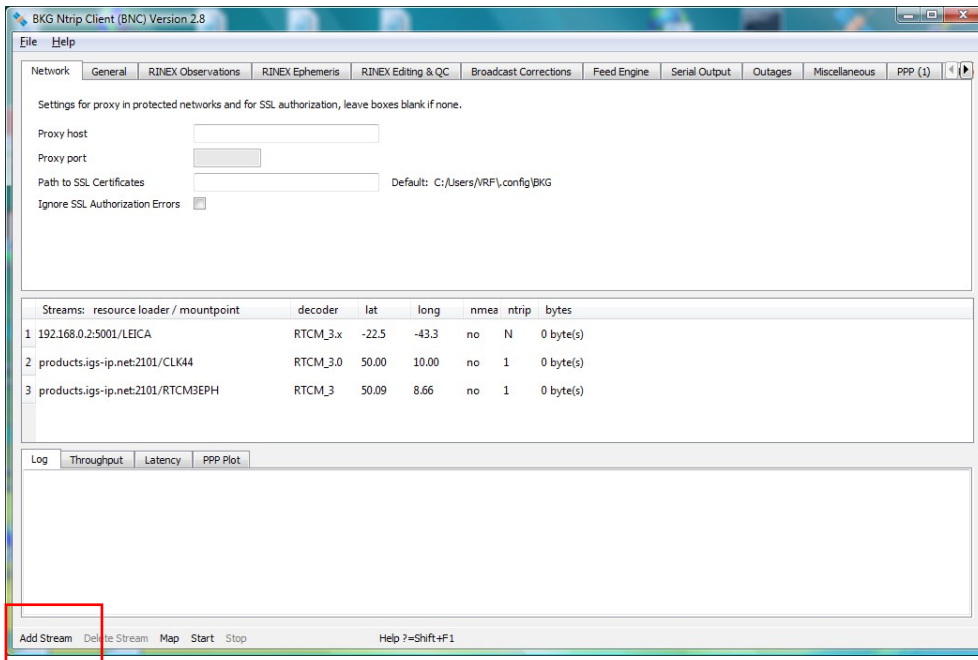 BKG Ntrip Client (BNC) Version 2.8
File Help
Network General RINEX Observations RINEX Ephemeris RINEX Editing & QC Broadcast Corrections Feed Engine Serial Output Outages Miscellaneous PPP (1)
Settings for proxy in protected networks and for SSL authorization, leave boxes blank if none.
Proxy host
Proxy port
Path to SSL Certificates Default: C:/Users/VRF\.config\BKG
Ignore SSL Authorization Errors
Streams: resource loader / mountpoint decoder lat long nmea ntrip bytes
1 192.168.0.2:5001/LEICA RTCM_3.x -22.5 -43.3 no N 0 byte(s)
2 products.igs-ip.net:2101/CLK44 RTCM_3.0 50.00 10.00 no 1 0 byte(s)
3 products.igs-ip.net:2101/RTCM3EPH RTCM_3 50.09 8.66 no 1 0 byte(s)
Log Throughput Latency PPP Plot
Add Stream Delete Stream Map Start Stop Help ?=Shift+F1